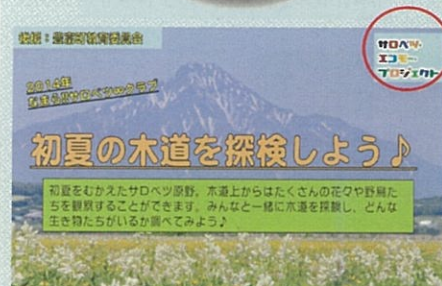 後援：豊富町教育委員会
サロベツ・
エコモー
プロジェクト
2014年
初夏の木道を探検しよう♪
初夏をむかえたサロベツ原野。木道上からはたくさんの花々や野鳥た
ちを観察することができます。みんなと一緒に木道を探検し、どんな
生き物たちがいるか調べてみよう♪